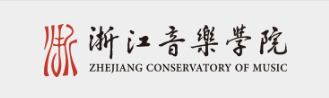 浙江音樂學院
ZHEJIANG CONSERVATORY OF MUSIC